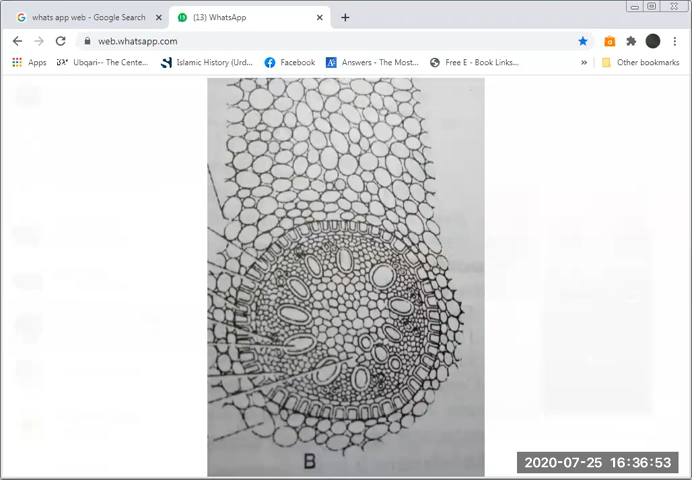 whats app web - Google Search
(13) WhatsApp
web.whatsapp.com
Apps
Ubqari-- The Cente...
Islamic History (Urd...
Facebook
Answers - The Most...
Free E - Book Links...
»
Other bookmarks
B
2020-07-25 16:36:53